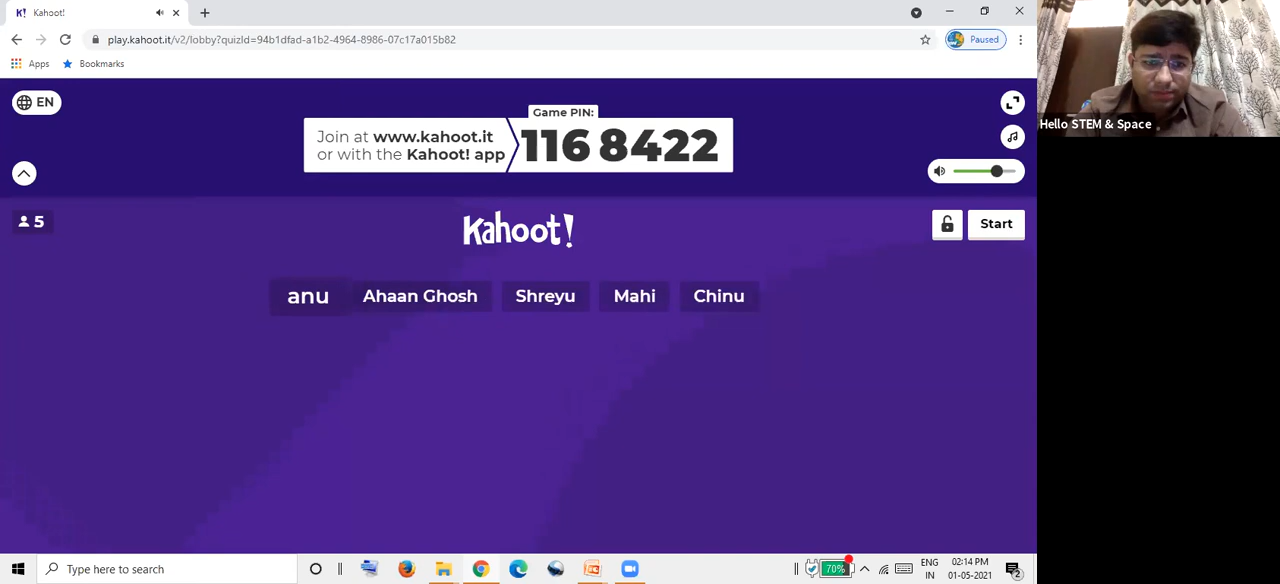 K! Kahoot!
play.kahoot.it/v2/lobby?quizId=94b1dfad-a1b2-4964-8986-07c17a015b82
Paused
Apps
Bookmarks
EN
Join at www.kahoot.it
or with the Kahoot! app
Game PIN:
116 8422
5
Kahoot!
Start
anu
Ahaan Ghosh
Shreyu
Mahi
Chinu
Hello STEM & Space
Type here to search
70%
ENG
IN
02:14 PM
01-05-2021
2